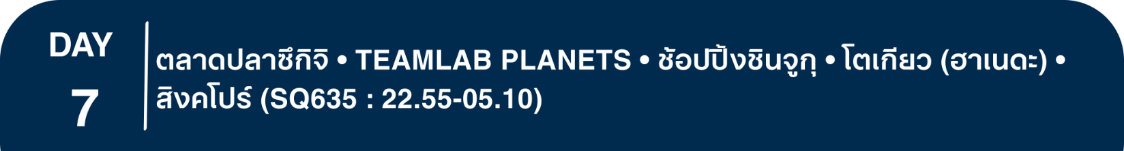 DAY
7
ตลาดปลาซึกิจิ • TEAMLAB PLANETS • ช้อปปิ้งชินจูกุ • โตเกียว (ฮาเนดะ) •
สิงคโปร์ (SQ635 : 22.55-05.10)